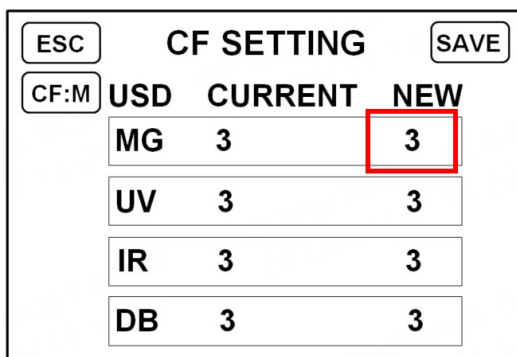 ESC CF SETTING SAVE
CF:M USD CURRENT NEW
MG 3 3
UV 3 3
IR 3 3
DB 3 3